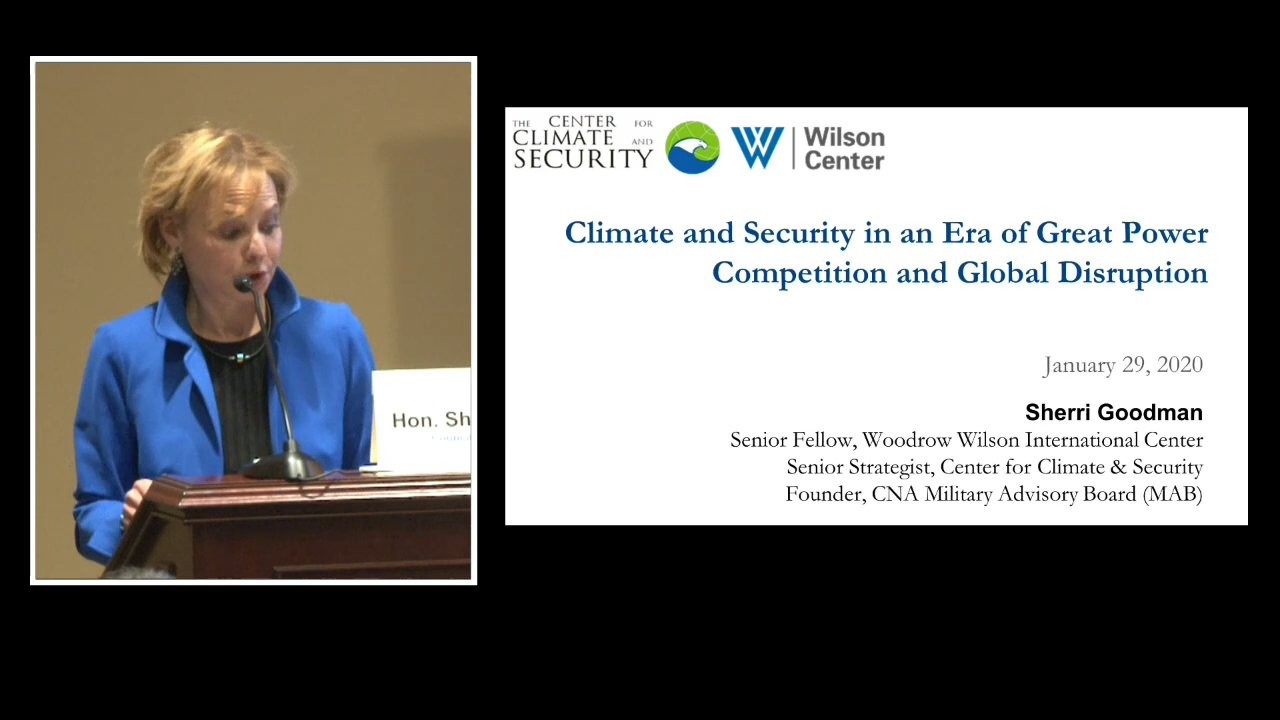 Hon. Sh
THE CENTER FOR
CLIMATE AND
SECURITY
Wilson
Center
Climate and Security in an Era of Great Power
Competition and Global Disruption
January 29, 2020
Sherri Goodman
Senior Fellow, Woodrow Wilson International Center
Senior Strategist, Center for Climate & Security
Founder, CNA Military Advisory Board (MAB)